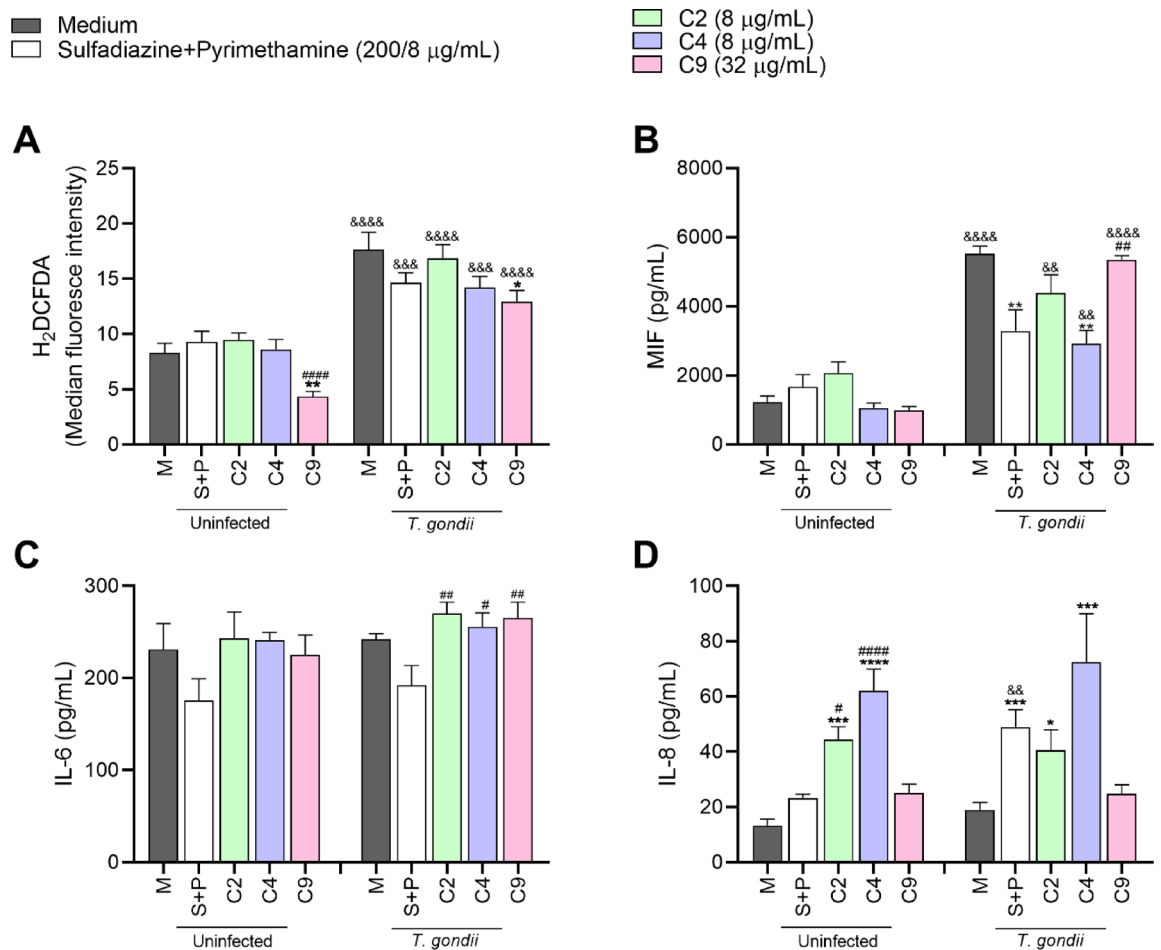 Medium
Sulfadiazine+Pyrimethamine (200/8 µg/mL)
C2 (8 µg/mL)
C4 (8 µg/mL)
C9 (32 µg/mL)
A
H2DCFDA
(Median fluoresce intensity)
25
20
15
10
5
0
&&&&
&&&
&&&&
&&&
&&&&
*
####
**
M
S+P
C2
C4
C9
M
S+P
C2
C4
C9
Uninfected
T. gondii
B
MIF (pg/mL)
8000
6000
4000
2000
0
&&&&
**
&&
&&
**
&&&&
##
M
S+P
C2
C4
C9
M
S+P
C2
C4
C9
Uninfected
T. gondii
C
IL-6 (pg/mL)
300
200
100
0
##
#
##
M
S+P
C2
C4
C9
M
S+P
C2
C4
C9
Uninfected
T. gondii
D
IL-8 (pg/mL)
100
80
60
40
20
0
#
***
####
****
&&
***
*
***
M
S+P
C2
C4
C9
M
S+P
C2
C4
C9
Uninfected
T. gondii